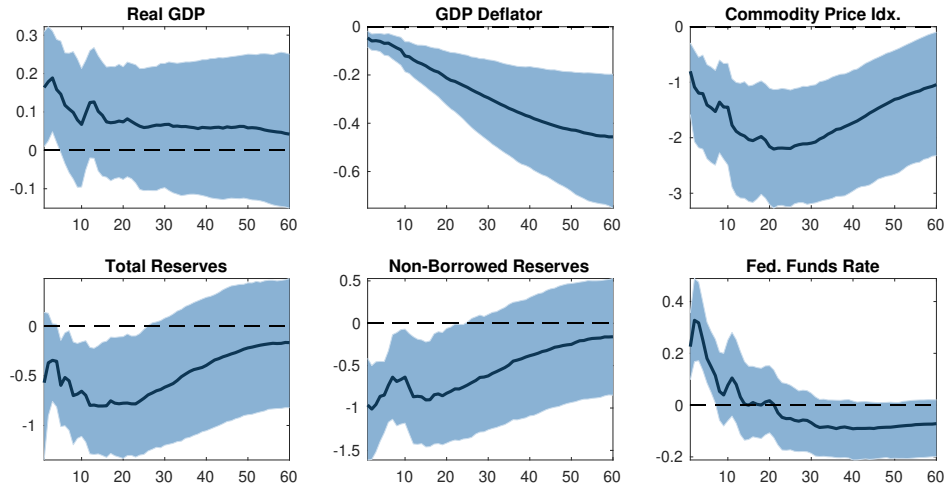 Real GDP
0.3
0.2
0.1
0
-0.1
10 20 30 40 50 60
GDP Deflator
0
-0.2
-0.4
-0.6
10 20 30 40 50 60
Commodity Price Idx.
0
-1
-2
-3
10 20 30 40 50 60
Total Reserves
0
-0.5
-1
10 20 30 40 50 60
Non-Borrowed Reserves
0.5
0
-0.5
-1
-1.5
10 20 30 40 50 60
Fed. Funds Rate
0.4
0.2
0
-0.2
10 20 30 40 50 60